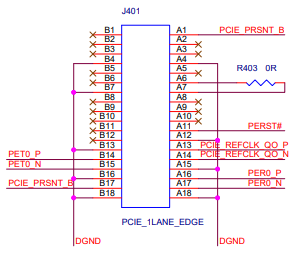 J401
B1 A1 PCIE_PRSNT_B
B2 A2
B3 A3
B4 A4 R403 0R
B5 A5
B6 A6
B7 A7
B8 A8
B9 A9
B10 A10
B11 A11 PERST#
B12 A12
B13 A13 PCIE_REFCLK_QO_P
PET0_P B14 A14 PCIE_REFCLK_QO_N
PET0_N B15 A15
B16 A16 PER0_P
PCIE_PRSNT_B B17 A17 PER0_N
B18 A18
PCIE_1LANE_EDGE
DGND DGND